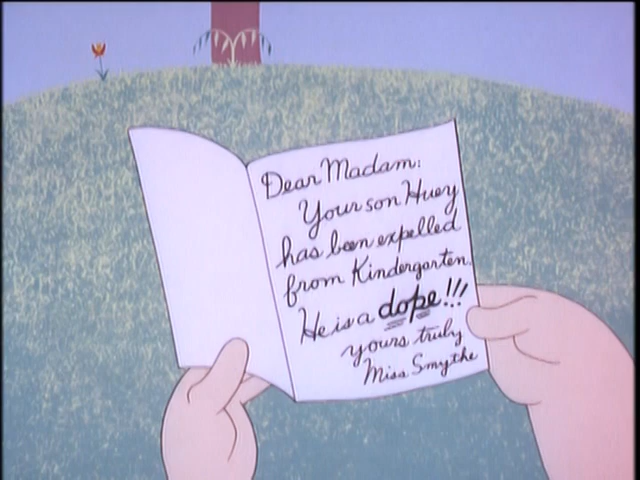 Dear Madam:
Your son Huey
has been expelled
from Kindergarten.
He is a dope!!!
yours truly
Miss Smythe